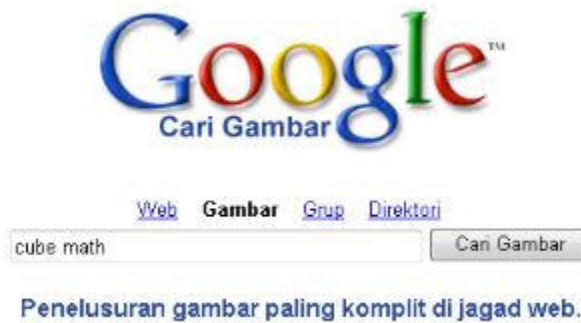 Google™
Cari Gambar
Web Gambar Grup Direktori
cube math Cari Gambar
Penelusuran gambar paling komplit di jagad web.